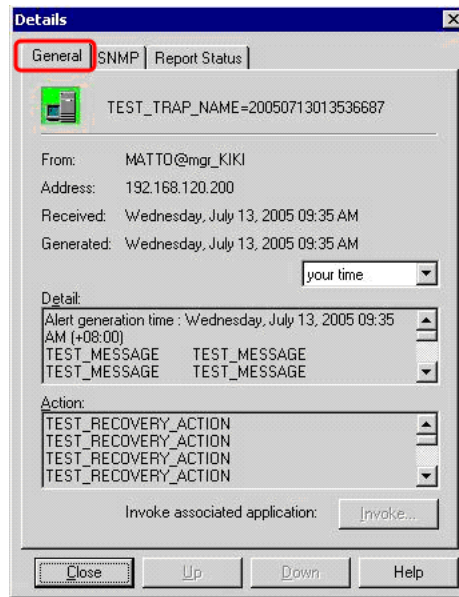 Details
General SNMP Report Status
TEST_TRAP_NAME=20050713013536687
From: MATTO@mgr_KIKI
Address: 192.168.120.200
Received: Wednesday, July 13, 2005 09:35 AM
Generated: Wednesday, July 13, 2005 09:35 AM
your time
Detail:
Alert generation time : Wednesday, July 13, 2005 09:35
AM (+08:00)
TEST_MESSAGE TEST_MESSAGE
TEST_MESSAGE TEST_MESSAGE
Action:
TEST_RECOVERY_ACTION
TEST_RECOVERY_ACTION
TEST_RECOVERY_ACTION
TEST_RECOVERY_ACTION
Invoke associated application: Invoke...
Close Up Down Help